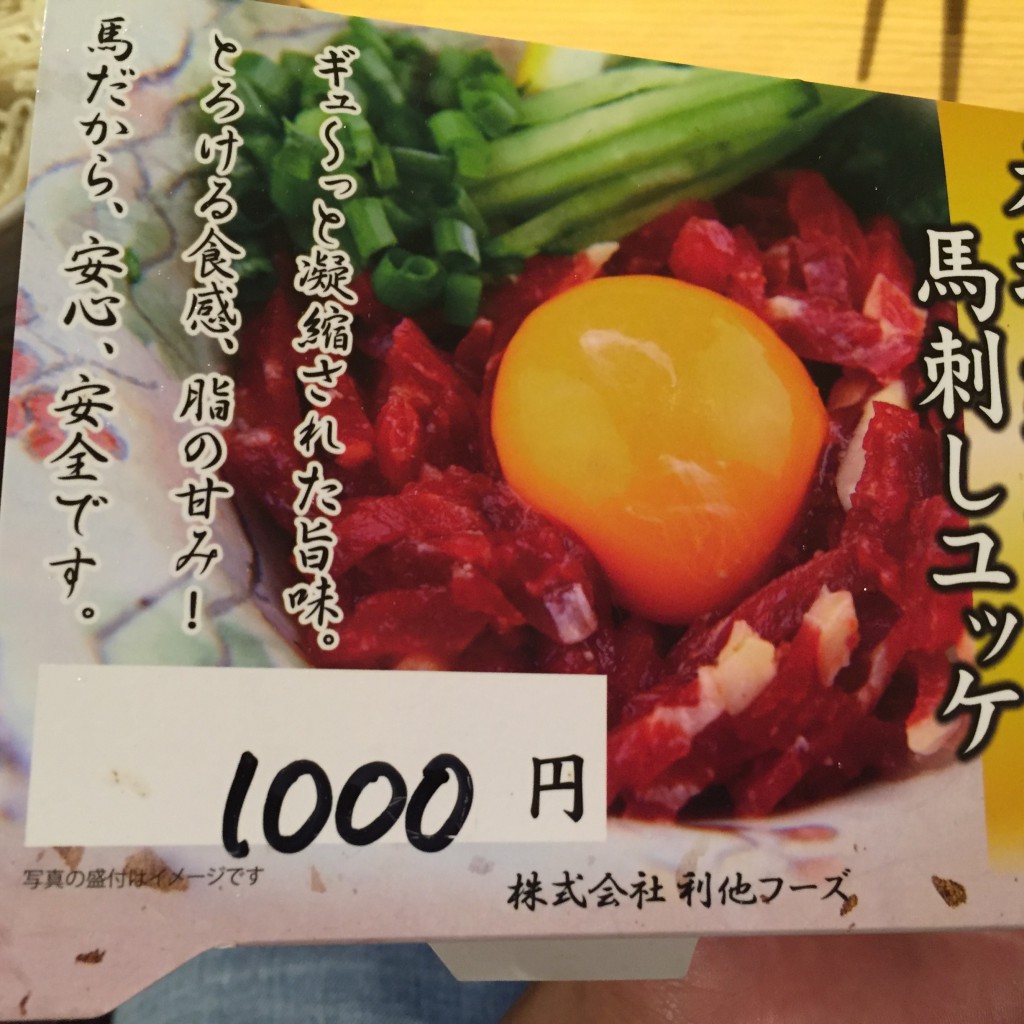 馬刺しユッケ
ギュ〜っと凝縮された旨味。
とろける食感、脂の甘み！
馬だから、安心、安全です。
1000 円
写真の盛付はイメージです
株式会社 利他フーズ